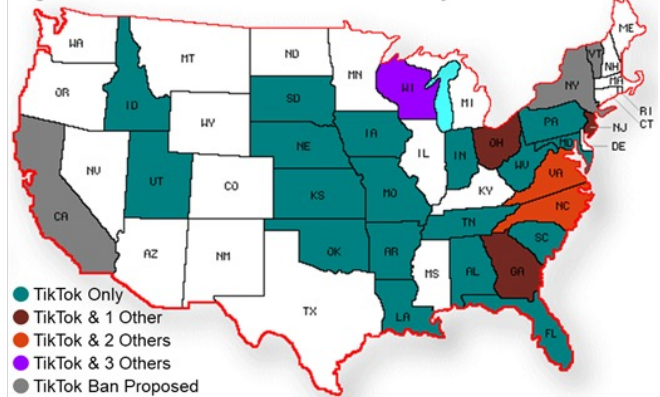 ME
WA
MT
ND
MN
VT
NH
OR
ID
SD
WI
MI
NY
MA
WY
RI
CT
IA
PA
NJ
NE
IL
IN
OH
MD
DE
NV
UT
CO
WV
VA
KS
MO
KY
CA
NC
TN
OK
AR
SC
AZ
NM
MS
AL
GA
TX
LA
FL
TikTok Only
TikTok & 1 Other
TikTok & 2 Others
TikTok & 3 Others
TikTok Ban Proposed